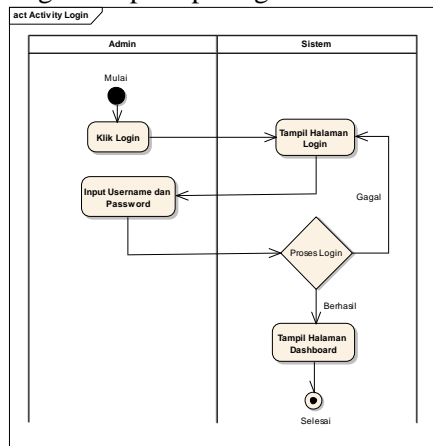 act Activity Login
Admin
Sistem
Mulai
Klik Login
Tampil Halaman
Login
Input Username dan
Password
Gagal
Proses Login
Berhasil
Tampil Halaman
Dashboard
Selesai